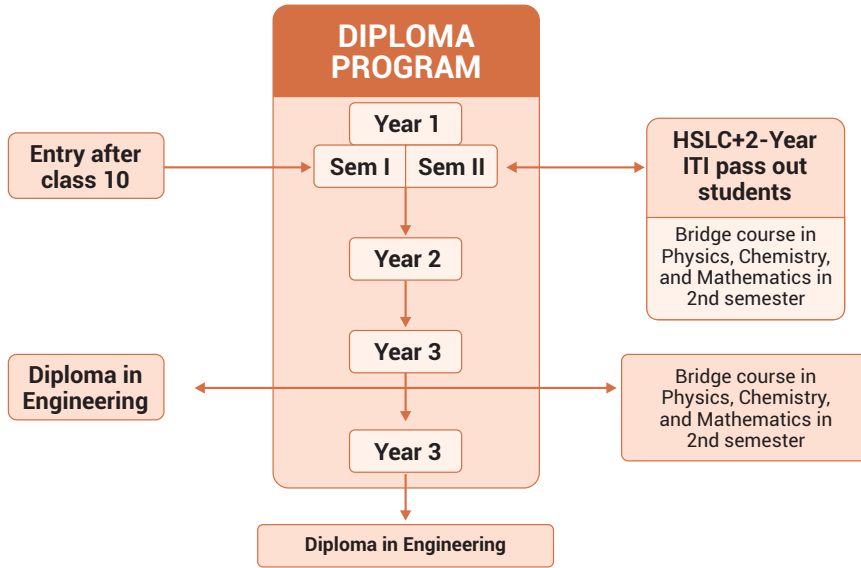 DIPLOMA
PROGRAM
Year 1
Entry after
class 10
Sem I
Sem II
HSLC+2-Year
ITI pass out
students
Bridge course in
Physics, Chemistry,
and Mathematics in
2nd semester
Year 2
Year 3
Diploma in
Engineering
Bridge course in
Physics, Chemistry,
and Mathematics in
2nd semester
Year 3
Diploma in Engineering